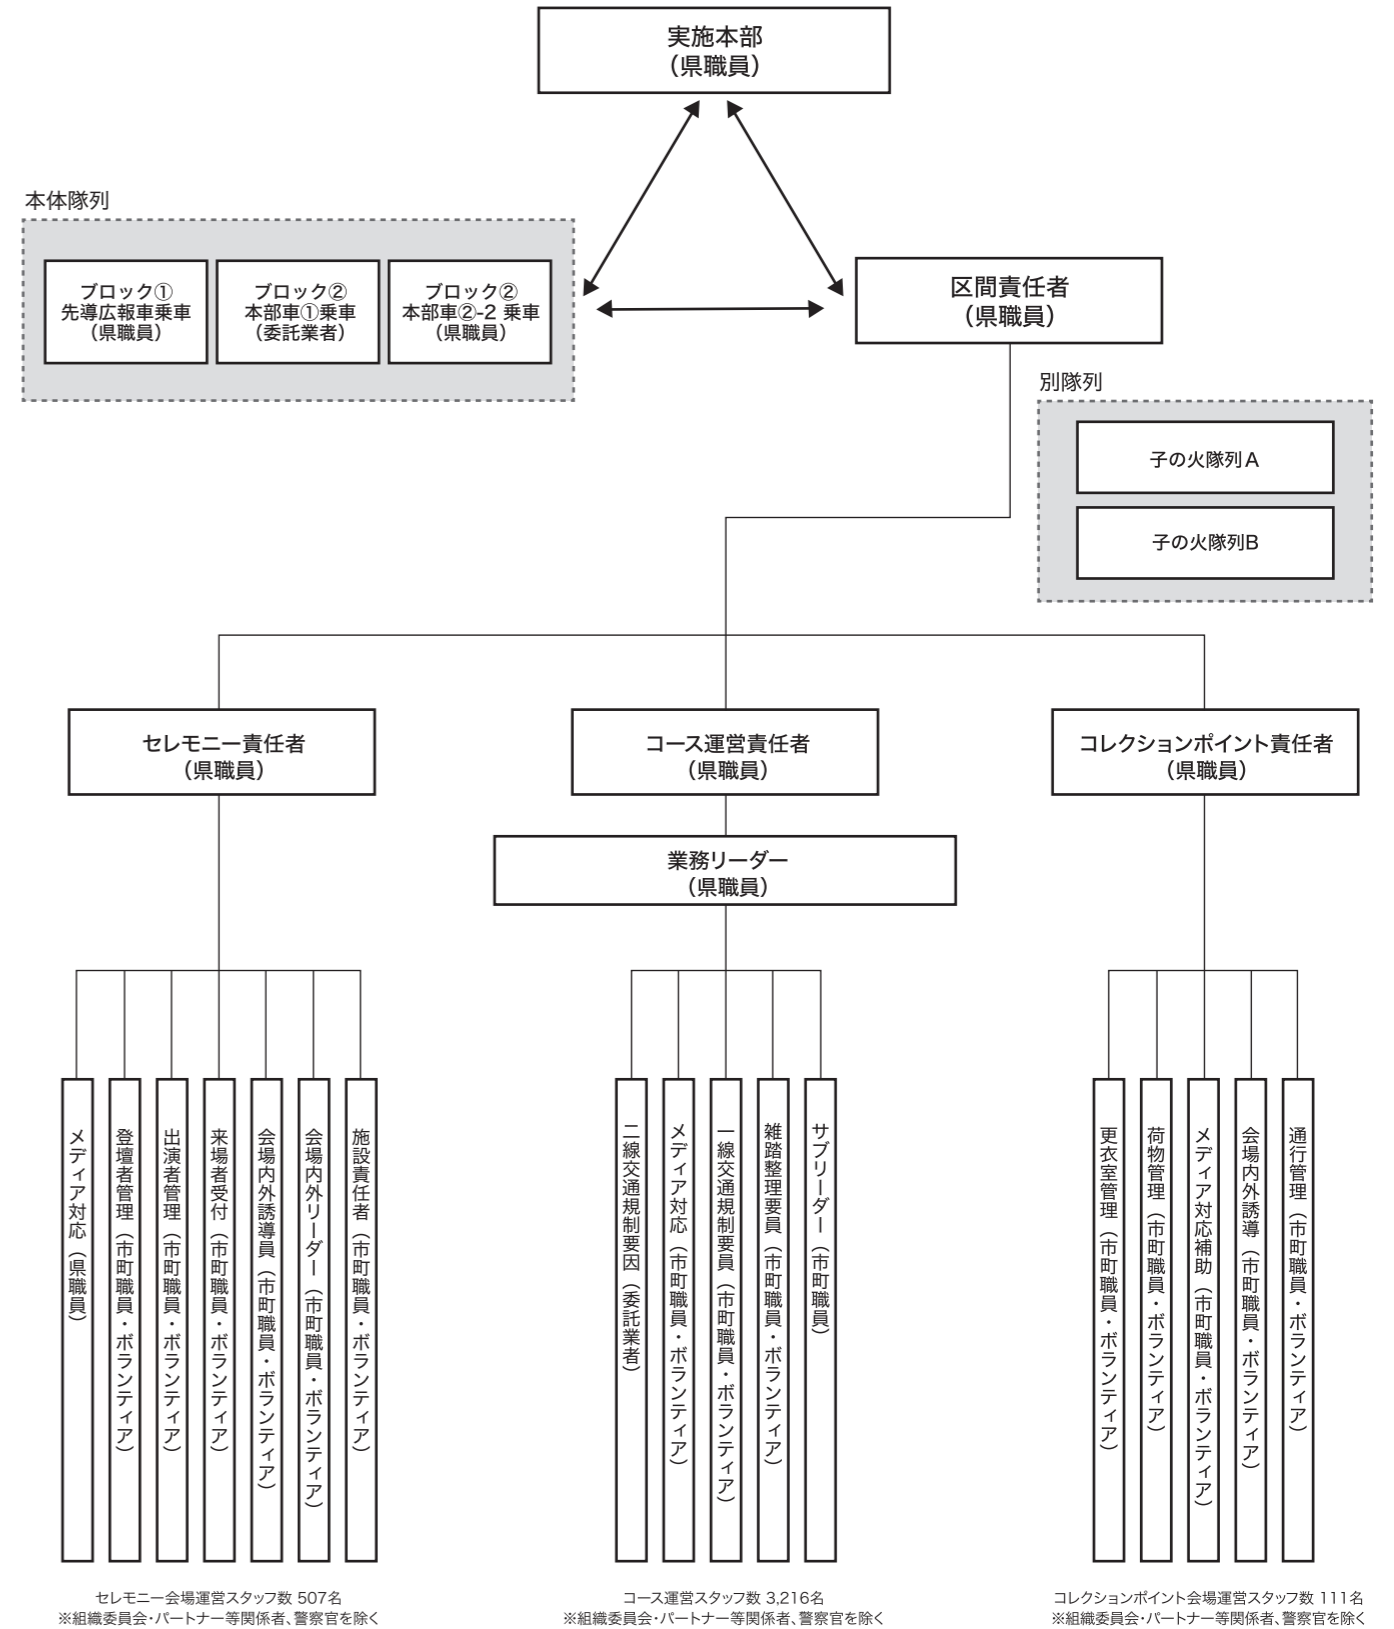 実施本部
（県職員）
本体隊列
ブロック①
先導広報車乗車
（県職員）
ブロック②
本部車①乗車
（委託業者）
ブロック②
本部車②-2 乗車
（県職員）
区間責任者
（県職員）
別隊列
子の火隊列A
子の火隊列B
セレモニー責任者
（県職員）
コース運営責任者
（県職員）
コレクションポイント責任者
（県職員）
業務リーダー
（県職員）
メディア対応（県職員）
登壇者管理（市町職員・ボランティア）
出演者管理（市町職員・ボランティア）
来場者受付（市町職員・ボランティア）
会場内外誘導員（市町職員・ボランティア）
会場内外リーダー（市町職員・ボランティア）
施設責任者（市町職員・ボランティア）
二線交通規制要因（委託業者）
メディア対応（市町職員・ボランティア）
一線交通規制要員（市町職員・ボランティア）
雑踏整理要員（市町職員・ボランティア）
サブリーダー（市町職員）
更衣室管理（市町職員・ボランティア）
荷物管理（市町職員・ボランティア）
メディア対応補助（市町職員・ボランティア）
会場内外誘導（市町職員・ボランティア）
通行管理（市町職員・ボランティア）
セレモニー会場運営スタッフ数 507名
※組織委員会・パートナー等関係者、警察官を除く
コース運営スタッフ数 3,216名
※組織委員会・パートナー等関係者、警察官を除く
コレクションポイント会場運営スタッフ数 111名
※組織委員会・パートナー等関係者、警察官を除く